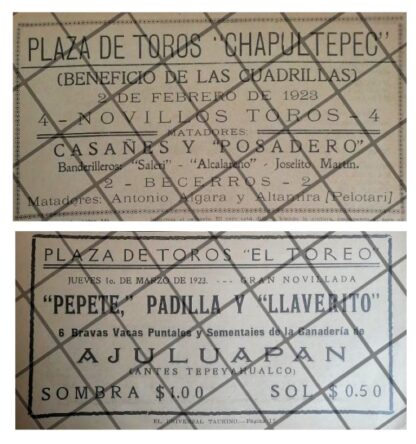 PLAZA DE TOROS "CHAPULTEPEC"
(BENEFICIO DE LAS CUADRILLAS)
2 DE FEBRERO DE 1923
4 - NOVILLOS TOROS - 4
MATADORES:
CASAÑES Y "POSADERO"
Banderilleros: "Saleri" - "Alcalareño" - Joselito Martín.
2 - BECERROS - 2
Matadores: Antonio Algara y Altamira [Pelotari]
PLAZA DE TOROS "EL TOREO
JUEVES 1o. DE MARZO DE 1923. --- GRAN NOVILLADA
"PEPETE," PADILLA Y "LLAVERITO"
6 Bravas Vacas Puntales y Sementales de la Ganadería de
AJULUAPAN
(ANTES TEPEYAHUALCO)
SOMBRA $1.00 SOL $0.50
EL UNIVERSAL TAURINO.—Página